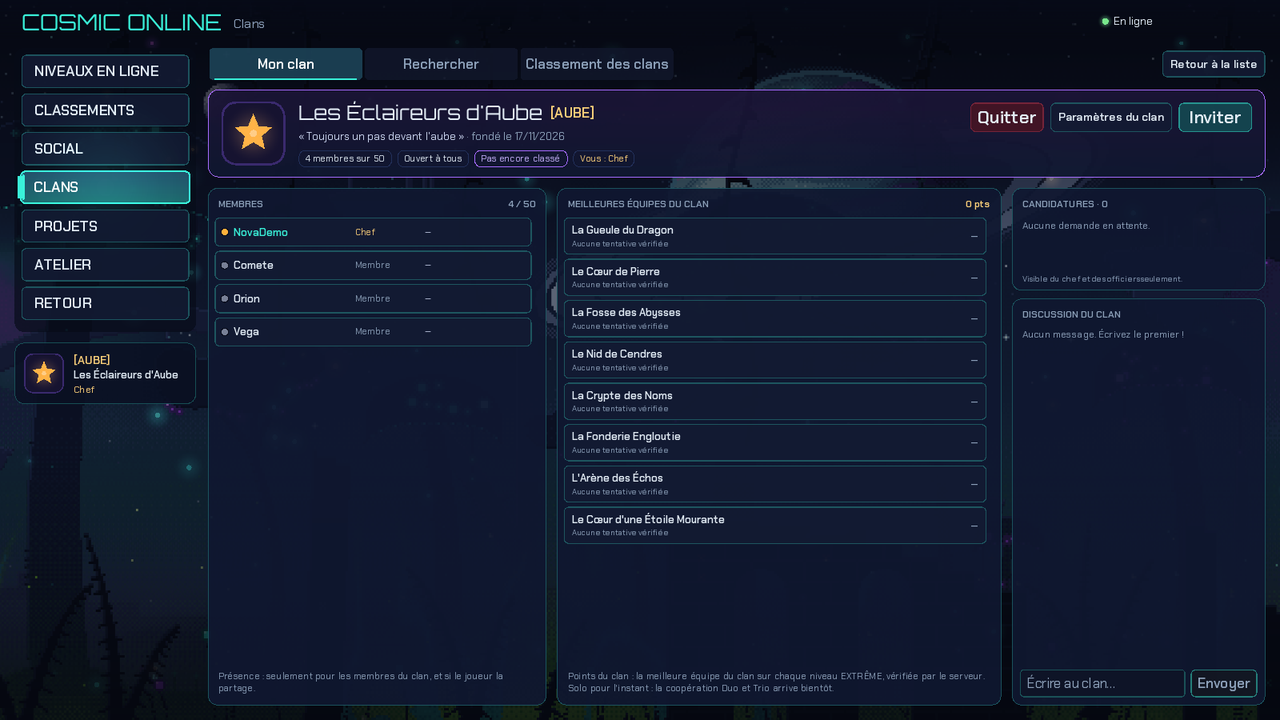 COSMIC ONLINE
Clans
En ligne
NIVEAUX EN LIGNE
CLASSEMENTS
SOCIAL
CLANS
PROJETS
ATELIER
RETOUR
[AUBE]
Les Éclaireurs d'Aube
Chef
Mon clan
Rechercher
Classement des clans
Retour à la liste
Les Éclaireurs d'Aube [AUBE]
« Toujours un pas devant l'aube » · fondé le 17/11/2026
4 membres sur 50
Ouvert à tous
Pas encore classé
Vous : Chef
Quitter
Paramètres du clan
Inviter
MEMBRES 4 / 50
NovaDemo Chef –
Comete Membre –
Orion Membre –
Vega Membre –
Présence : seulement pour les membres du clan, et si le joueur la
partage.
MEILLEURES ÉQUIPES DU CLAN 0 pts
La Gueule du Dragon –
Aucune tentative vérifiée
Le Cœur de Pierre –
Aucune tentative vérifiée
La Fosse des Abysses –
Aucune tentative vérifiée
Le Nid de Cendres –
Aucune tentative vérifiée
La Crypte des Noms –
Aucune tentative vérifiée
La Fonderie Engloutie –
Aucune tentative vérifiée
L'Arène des Échos –
Aucune tentative vérifiée
Le Cœur d'une Étoile Mourante –
Aucune tentative vérifiée
Points du clan : la meilleure équipe du clan sur chaque niveau EXTRÊME, vérifiée par le serveur.
Solo pour l'instant : la coopération Duo et Trio arrive bientôt.
CANDIDATURES · 0
Aucune demande en attente.
Visible du chef et des officiers seulement.
DISCUSSION DU CLAN
Aucun message. Écrivez le premier !
Écrire au clan...
Envoyer